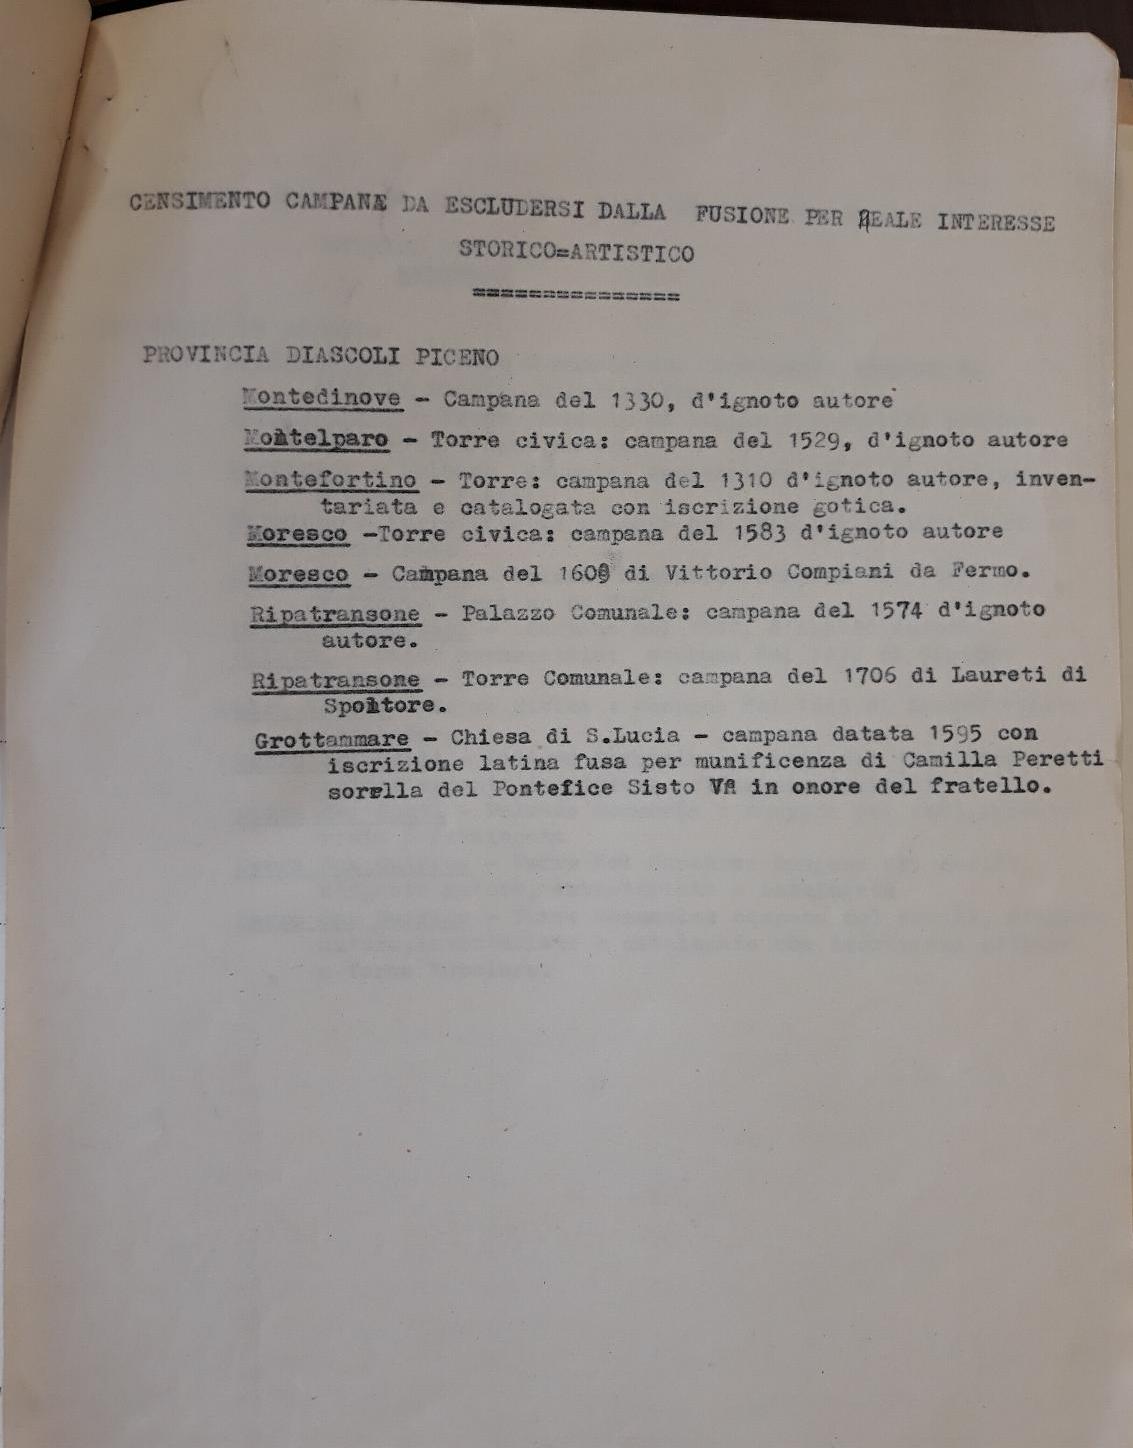 CENSIMENTO CAMPANE DA ESCLUDERSI DALLA FUSIONE PER REALE INTERESSE
STORICO=ARTISTICO
===============
PROVINCIA DIASCOLI PICENO
Montedinove - Campana del 1330, d'ignoto autore
Montelparo - Torre civica: campana del 1529, d'ignoto autore
Montefortino - Torre: campana del 1310 d'ignoto autore, inven-
tariata e catalogata con iscrizione gotica.
Moresco -Torre civica: campana del 1583 d'ignoto autore
Moresco - Campana del di Vittorio Compiani da Fermo.
Ripatransone - Palazzo Comunale: campana del 1574 d'ignoto
autore.
Ripatransone - Torre Comunale: campana del 1706 di Laureti di
Spoltore.
Grottammare - Chiesa di S.Lucia - campana datata 1595 con
iscrizione latina fusa per munificenza di Camilla Peretti
sorella del Pontefice Sisto V in onore del fratello.